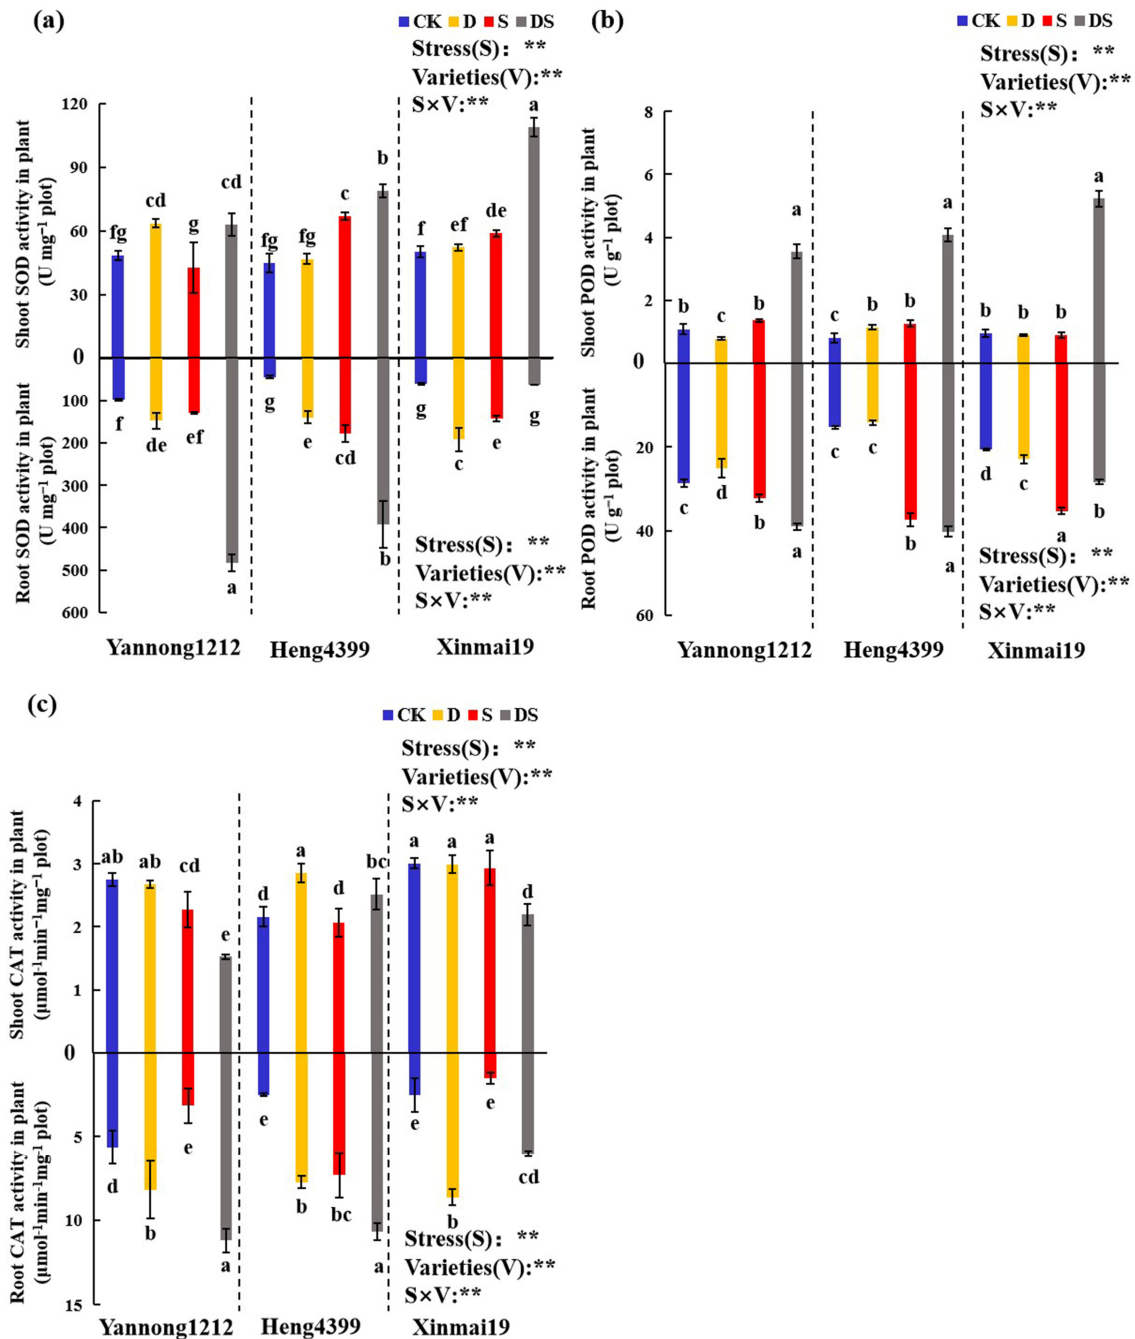 (a)
CK D S DS
Stress(S): **
Varieties(V):**
S×V:**
Shoot SOD activity in plant
(U mg⁻¹ plot)
120
90
60
30
0
fg cd g cd
fg fg c b
f ef de a
Root SOD activity in plant
(U mg⁻¹ plot)
100
200
300
400
500
600
f de ef a
g e cd b
g c e g
Stress(S): **
Varieties(V):**
S×V:**
Yannong1212 Heng4399 Xinmai19
(b)
CK D S DS
Stress(S): **
Varieties(V):**
S×V:**
Shoot POD activity in plant
(U g⁻¹ plot)
8
6
4
2
0
b c b a
c b b a
b b b a
Root POD activity in plant
(U g⁻¹ plot)
20
40
60
c d b a
c c b a
d c a b
Stress(S): **
Varieties(V):**
S×V:**
Yannong1212 Heng4399 Xinmai19
(c)
CK D S DS
Stress(S): **
Varieties(V):**
S×V:**
Shoot CAT activity in plant
(μmol⁻¹min⁻¹mg⁻¹ plot)
4
3
2
1
0
ab ab cd e
d a d bc
a a a d
Root CAT activity in plant
(μmol⁻¹min⁻¹mg⁻¹ plot)
5
10
15
d b e a
e b bc a
e b e cd
Stress(S): **
Varieties(V):**
S×V:**
Yannong1212 Heng4399 Xinmai19